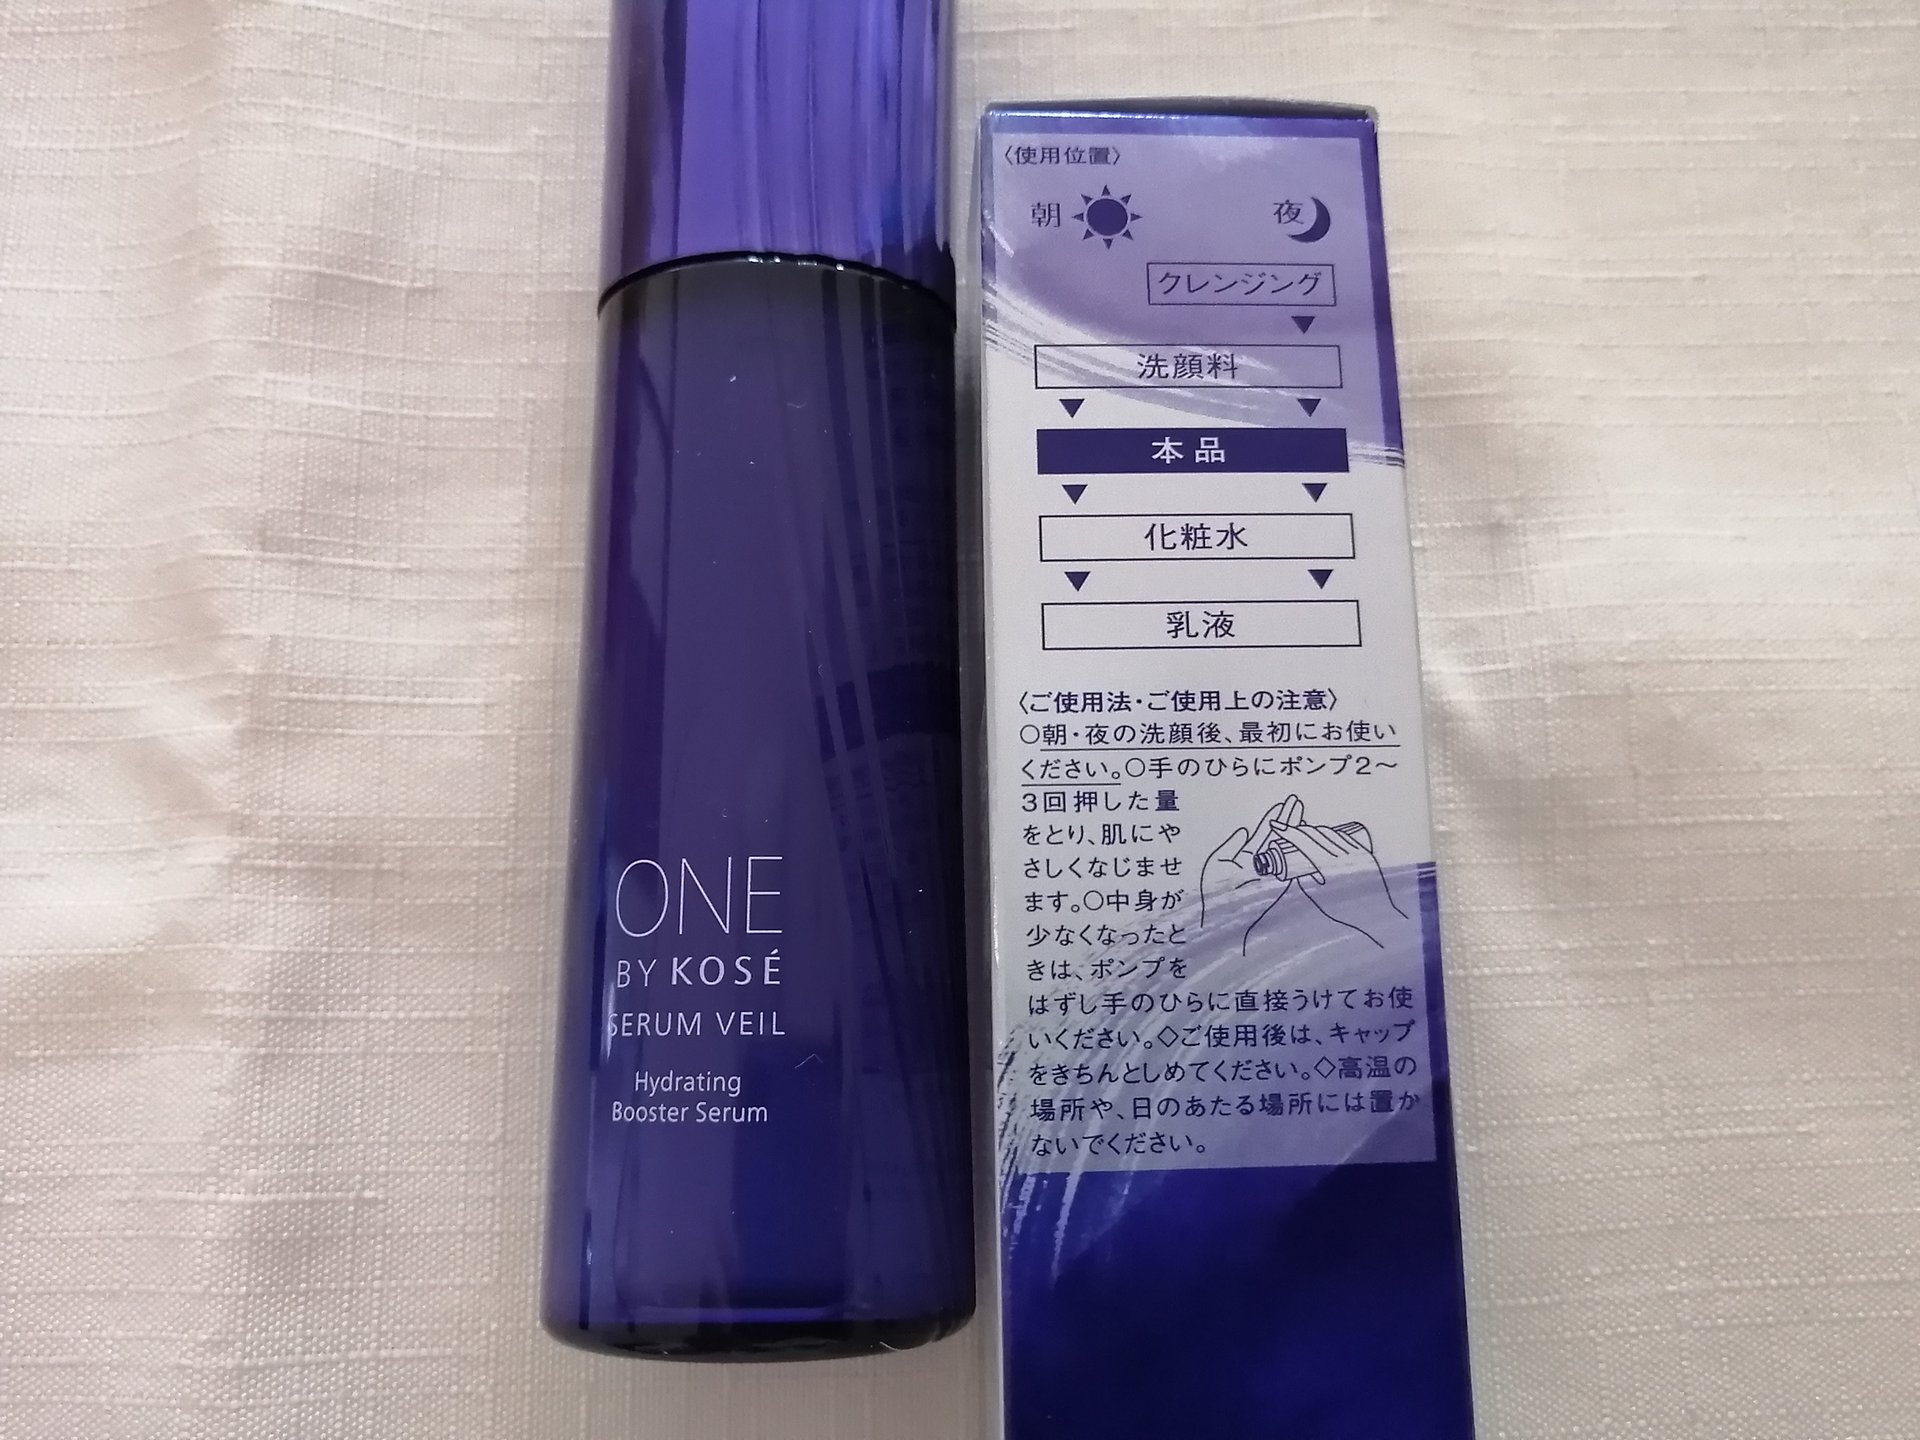 ONE
BY KOSÉ
SERUM VEIL
Hydrating
Booster Serum
〈使用位置〉
朝 夜
クレンジング
洗顔料
本品
化粧水
乳液
〈ご使用法・ご使用上の注意〉
○朝・夜の洗顔後、最初にお使い
ください。○手のひらにポンプ2〜
3回押した量
をとり、肌にや
さしくなじませ
ます。○中身が
少なくなったと
きは、ポンプを
はずし手のひらに直接うけてお使
いください。◇ご使用後は、キャップ
をきちんとしめてください。◇高温の
場所や、日のあたる場所には置か
ないでください。